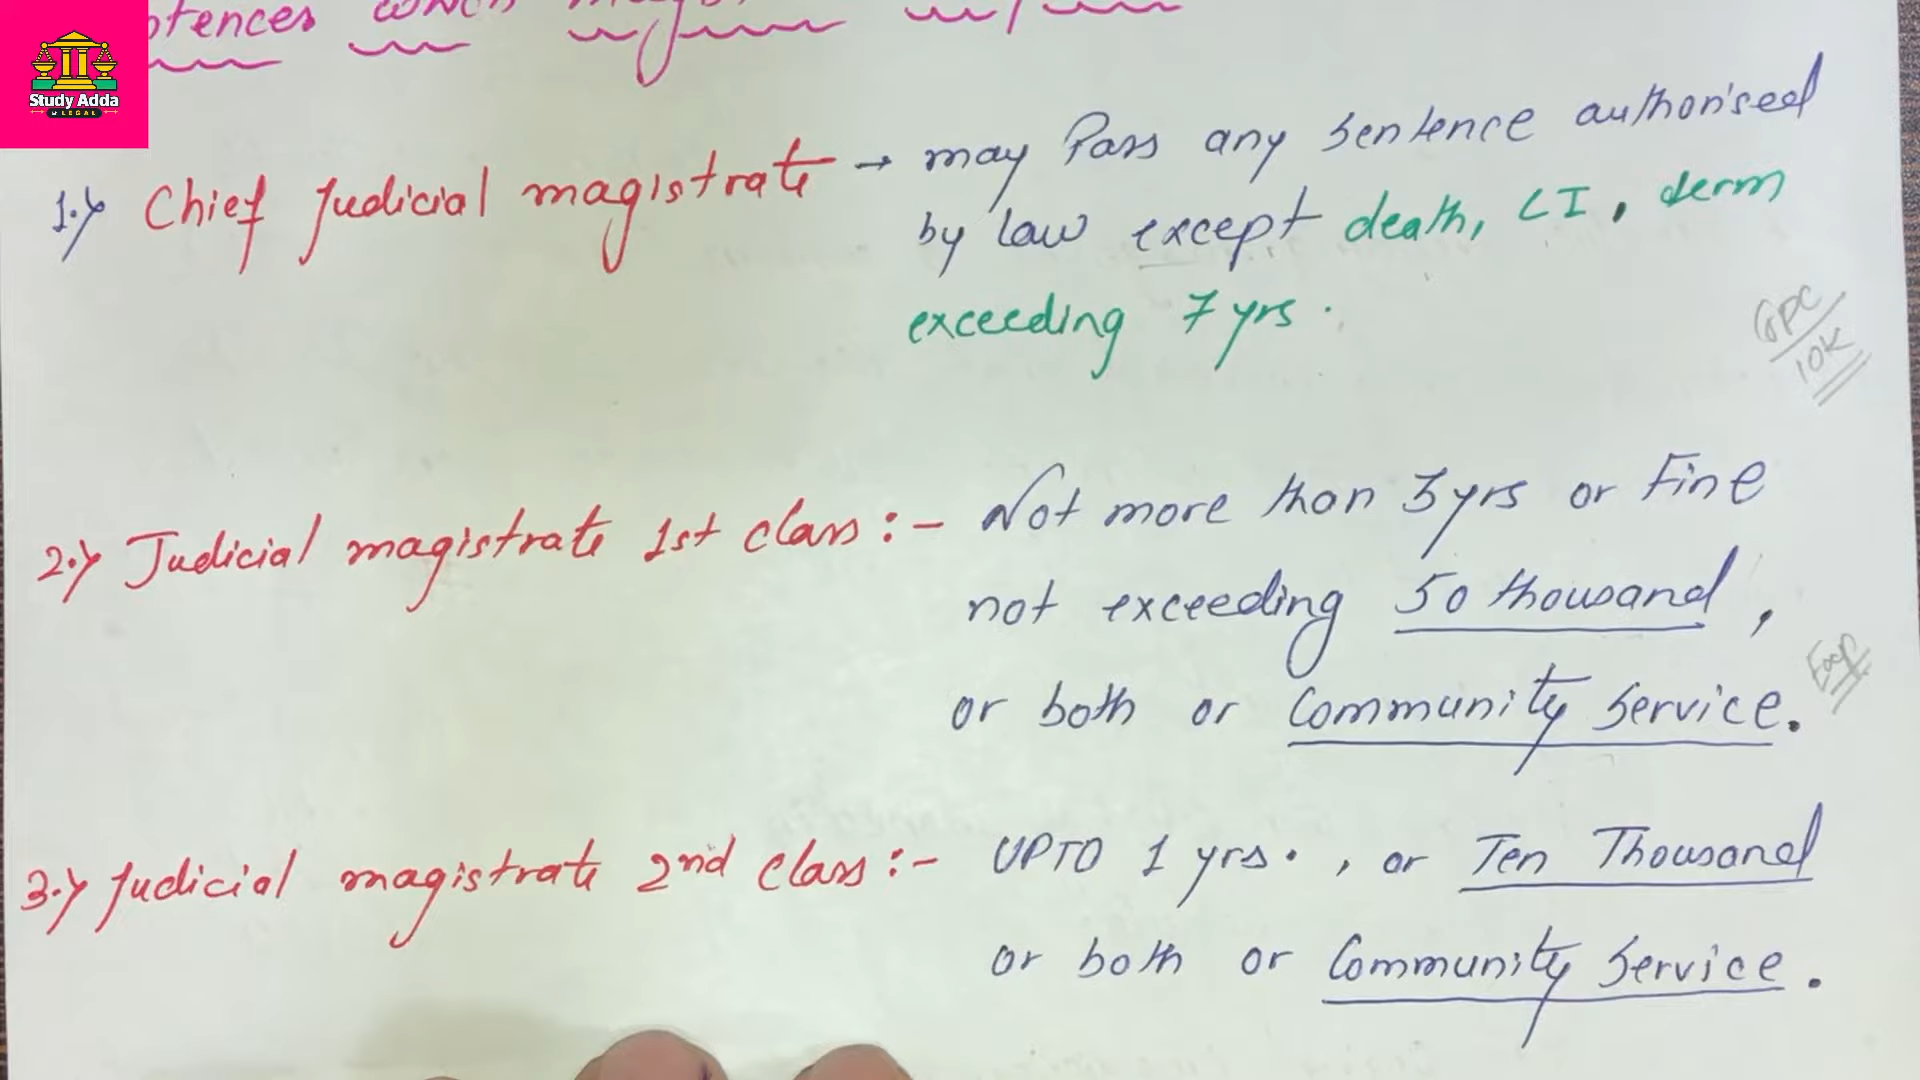 Study Adda
LEGAL
1.) Chief Judicial magistrate → may Pass any sentence authorised
by law except death, LI, term
exceeding 7 yrs.
CrPC
10K
2.) Judicial magistrate 1st class :- Not more than 3 yrs or Fine
not exceeding 50 thousand,
or both or Community Service.
3.) Judicial magistrate 2nd class :- UPTO 1 yrs., or Ten Thousand
or both or Community Service.